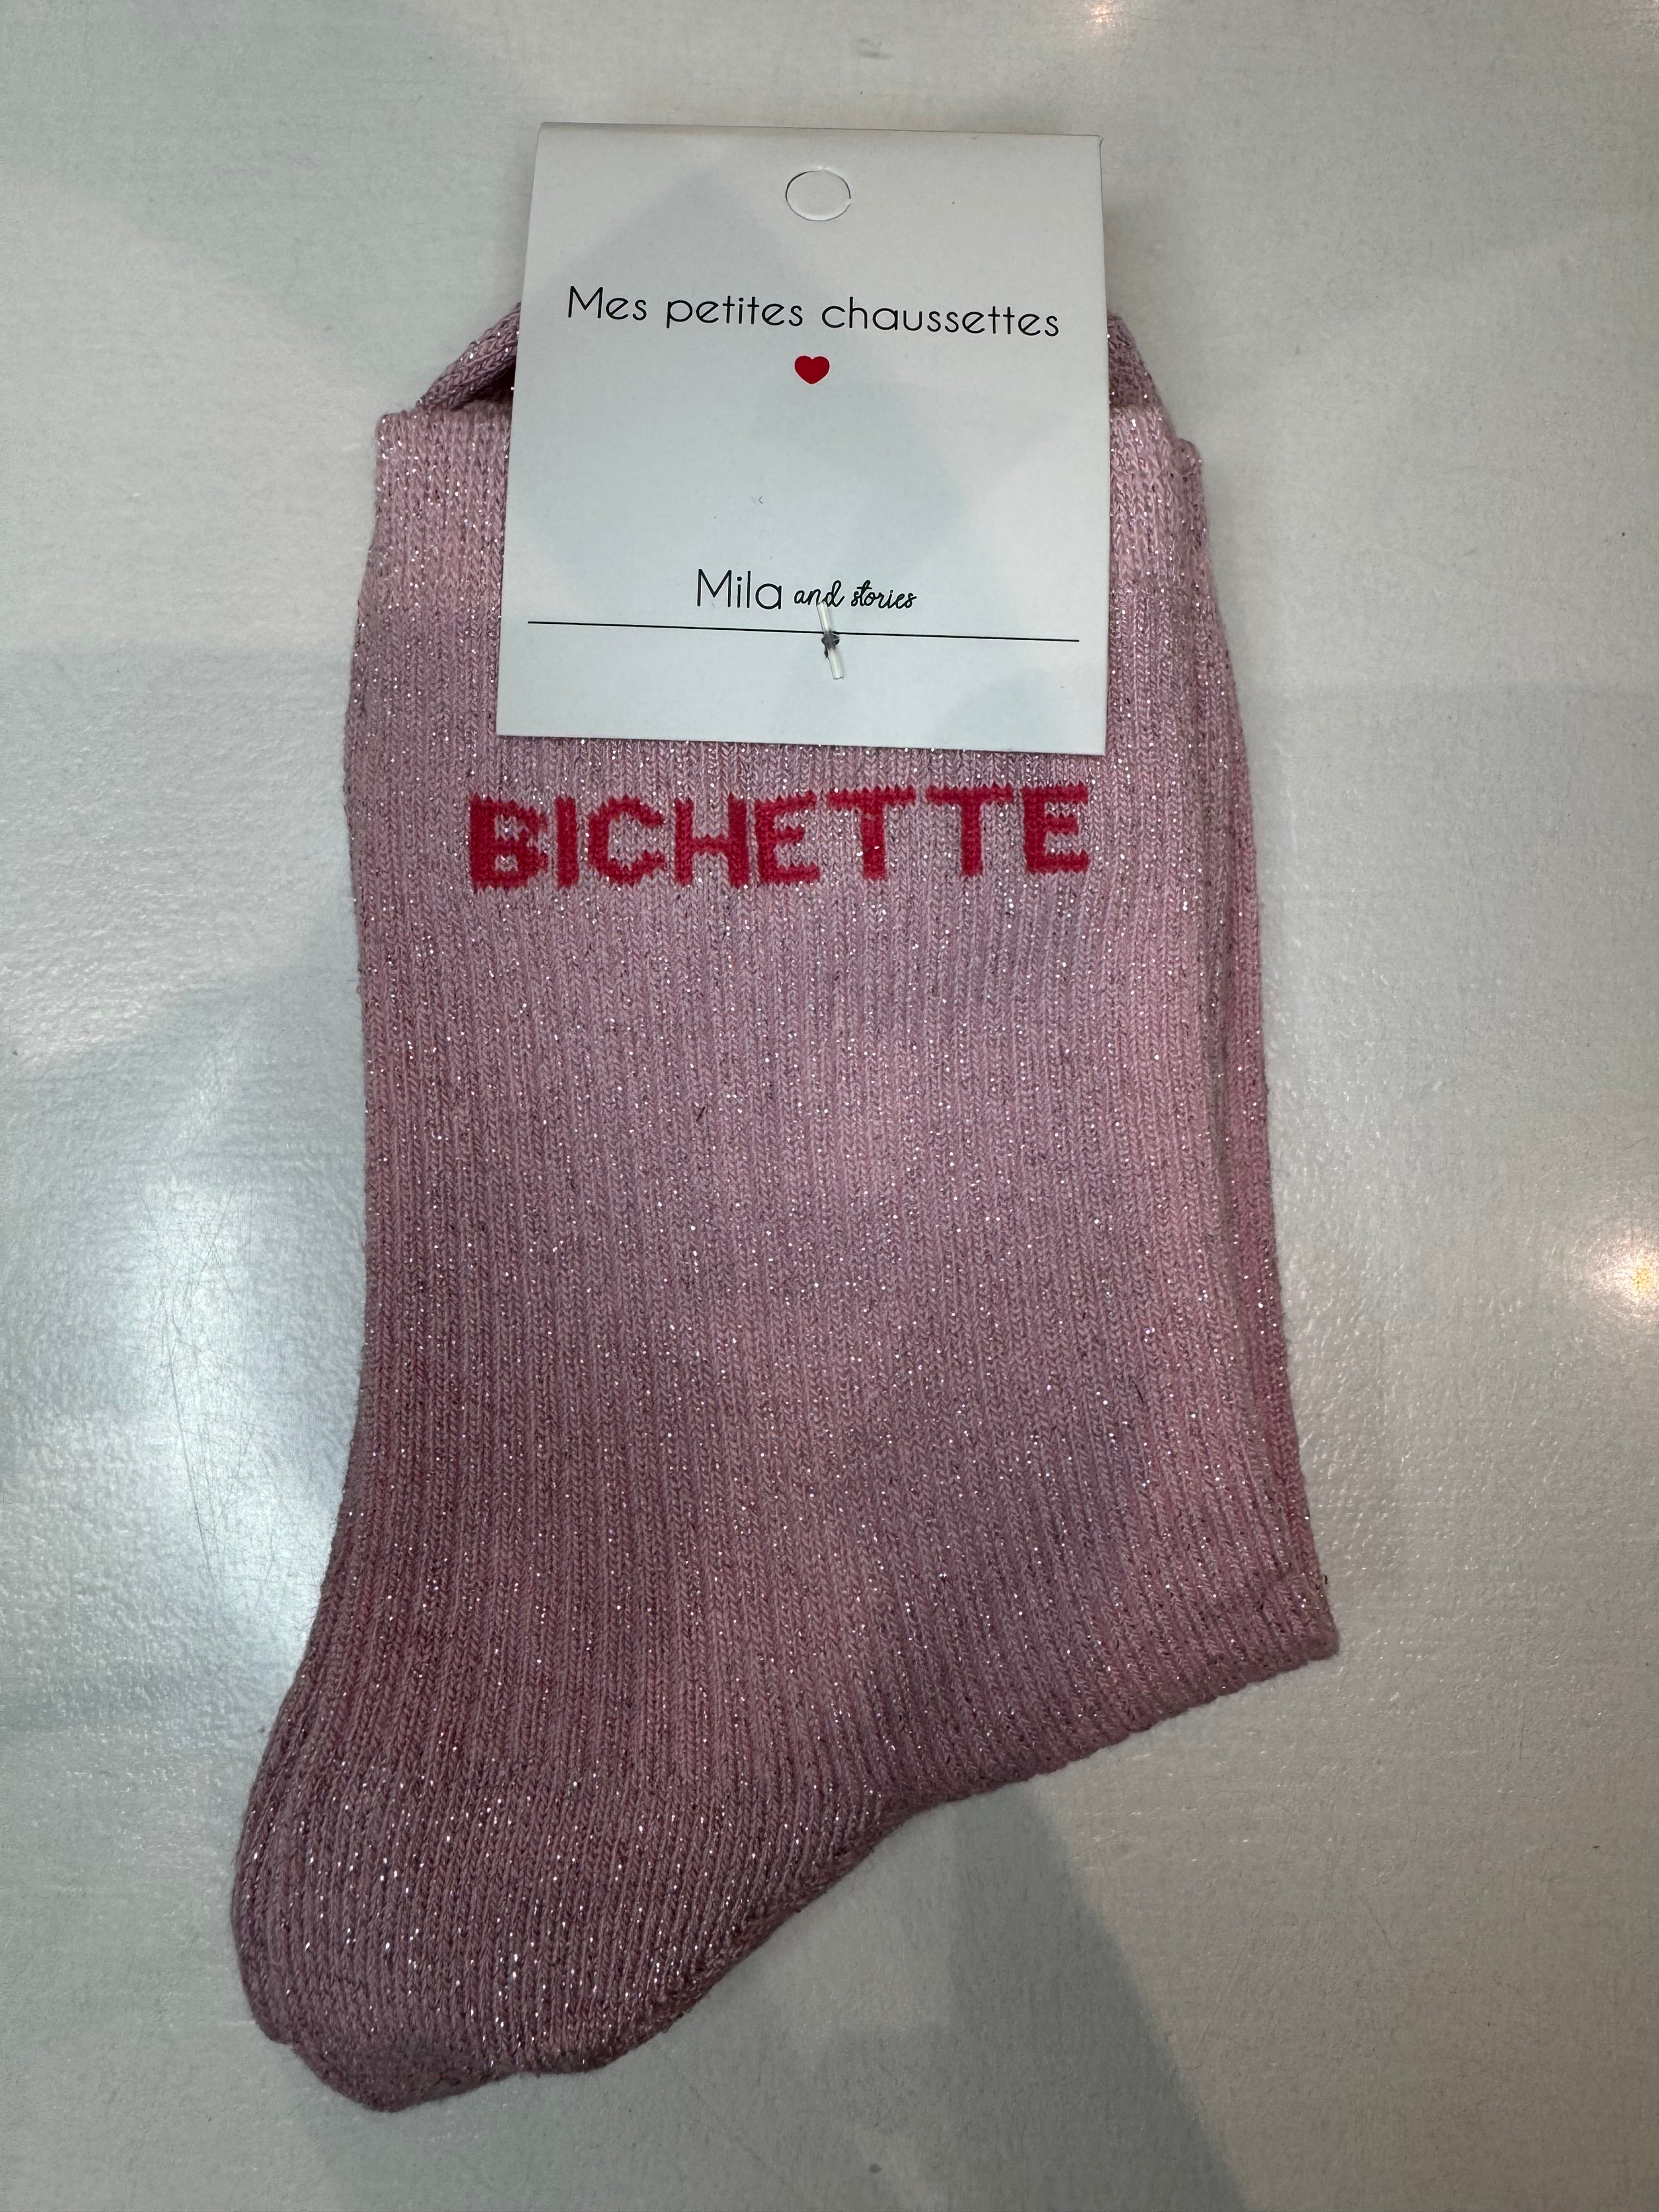 Mes petites chaussettes
Mila and stories
BICHETTE